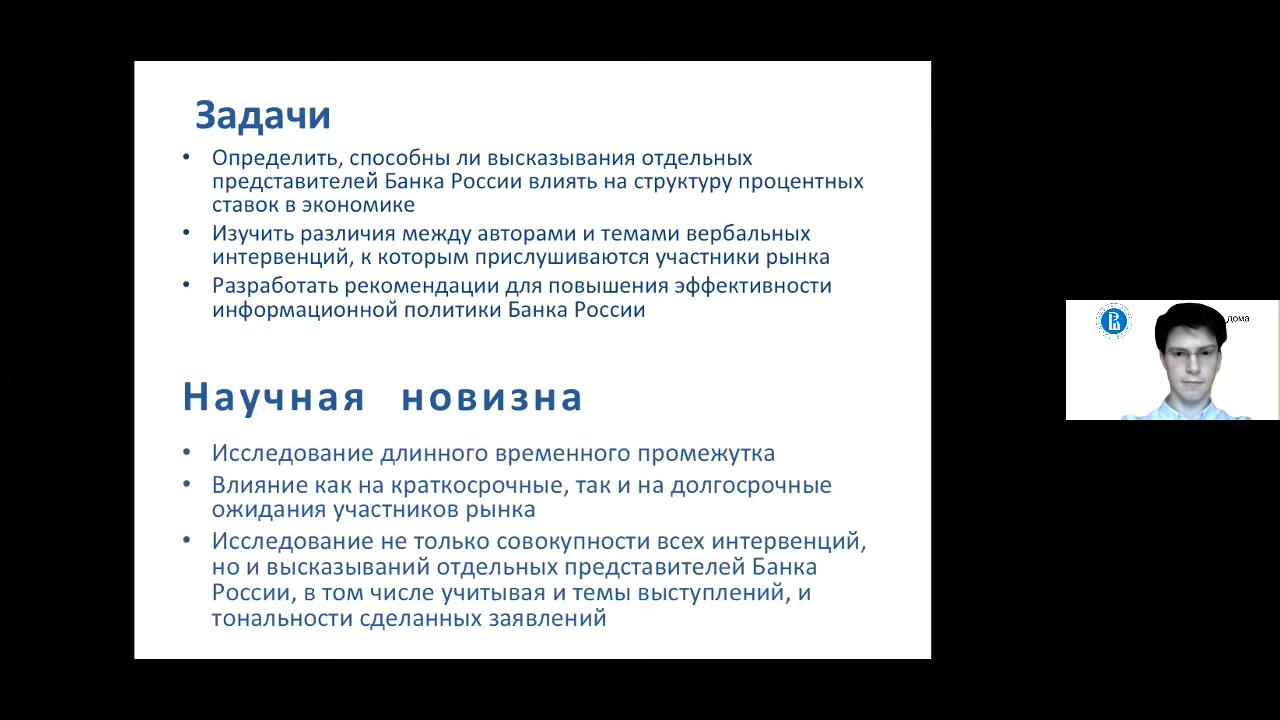 Задачи
• Определить, способны ли высказывания отдельных
представителей Банка России влиять на структуру процентных
ставок в экономике
• Изучить различия между авторами и темами вербальных
интервенций, к которым прислушиваются участники рынка
• Разработать рекомендации для повышения эффективности
информационной политики Банка России
Научная новизна
• Исследование длинного временного промежутка
• Влияние как на краткосрочные, так и на долгосрочные
ожидания участников рынка
• Исследование не только совокупности всех интервенций,
но и высказываний отдельных представителей Банка
России, в том числе учитывая и темы выступлений, и
тональности сделанных заявлений
дома